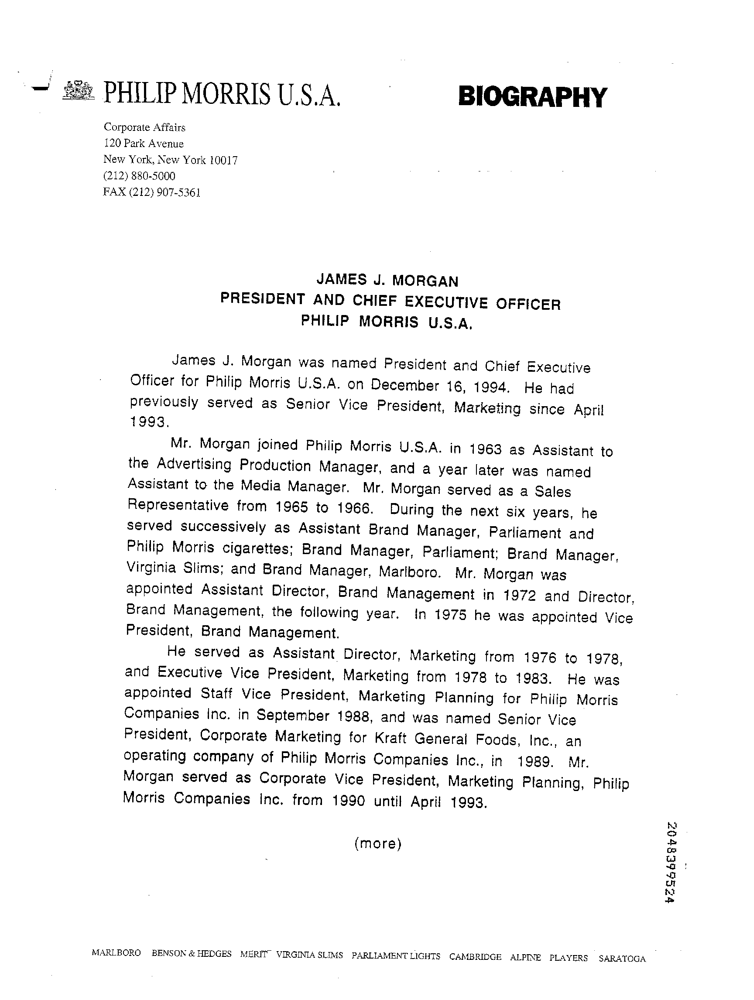 PHILIP MORRIS U.S.A.
BIOGRAPHY
Corporate Affairs
120 Park Avenue
New York, New York 10017
(212) 880-5000
FAX (212) 907-5361
JAMES J. MORGAN
PRESIDENT AND CHIEF EXECUTIVE OFFICER
PHILIP MORRIS U.S.A.
James J. Morgan was named President and Chief Executive
Officer for Philip Morris U.S.A. on December 16, 1994. He had
previously served as Senior Vice President, Marketing since April
1993.
Mr. Morgan joined Philip Morris U.S.A. in 1963 as Assistant to
the Advertising Production Manager, and a year later was named
Assistant to the Media Manager. Mr. Morgan served as a Sales
Representative from 1965 to 1966. During the next six years, he
served successively as Assistant Brand Manager, Parliament and
Philip Morris cigarettes; Brand Manager, Parliament; Brand Manager,
Virginia Slims; and Brand Manager, Marlboro. Mr. Morgan was
appointed Assistant Director, Brand Management in 1972 and Director,
Brand Management, the following year. In 1975 he was appointed Vice
President, Brand Management.
He served as Assistant Director, Marketing from 1976 to 1978,
and Executive Vice President, Marketing from 1978 to 1983. He was
appointed Staff Vice President, Marketing Planning for Philip Morris
Companies Inc. in September 1988, and was named Senior Vice
President, Corporate Marketing for Kraft General Foods, Inc., an
operating company of Philip Morris Companies Inc., in 1989. Mr.
Morgan served as Corporate Vice President, Marketing Planning, Philip
Morris Companies Inc. from 1990 until April 1993.
(more)
2048399524
MARLBORO BENSON & HEDGES MERIT VIRGINIA SLIMS PARLIAMENT LIGHTS CAMBRIDGE ALPINE PLAYERS SARATOGA